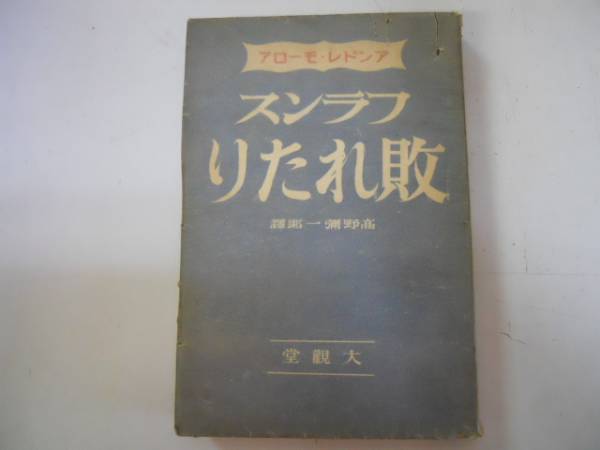 アンドレ・モーロア
フランス
敗れたり
高野彌一郎譯
大觀堂